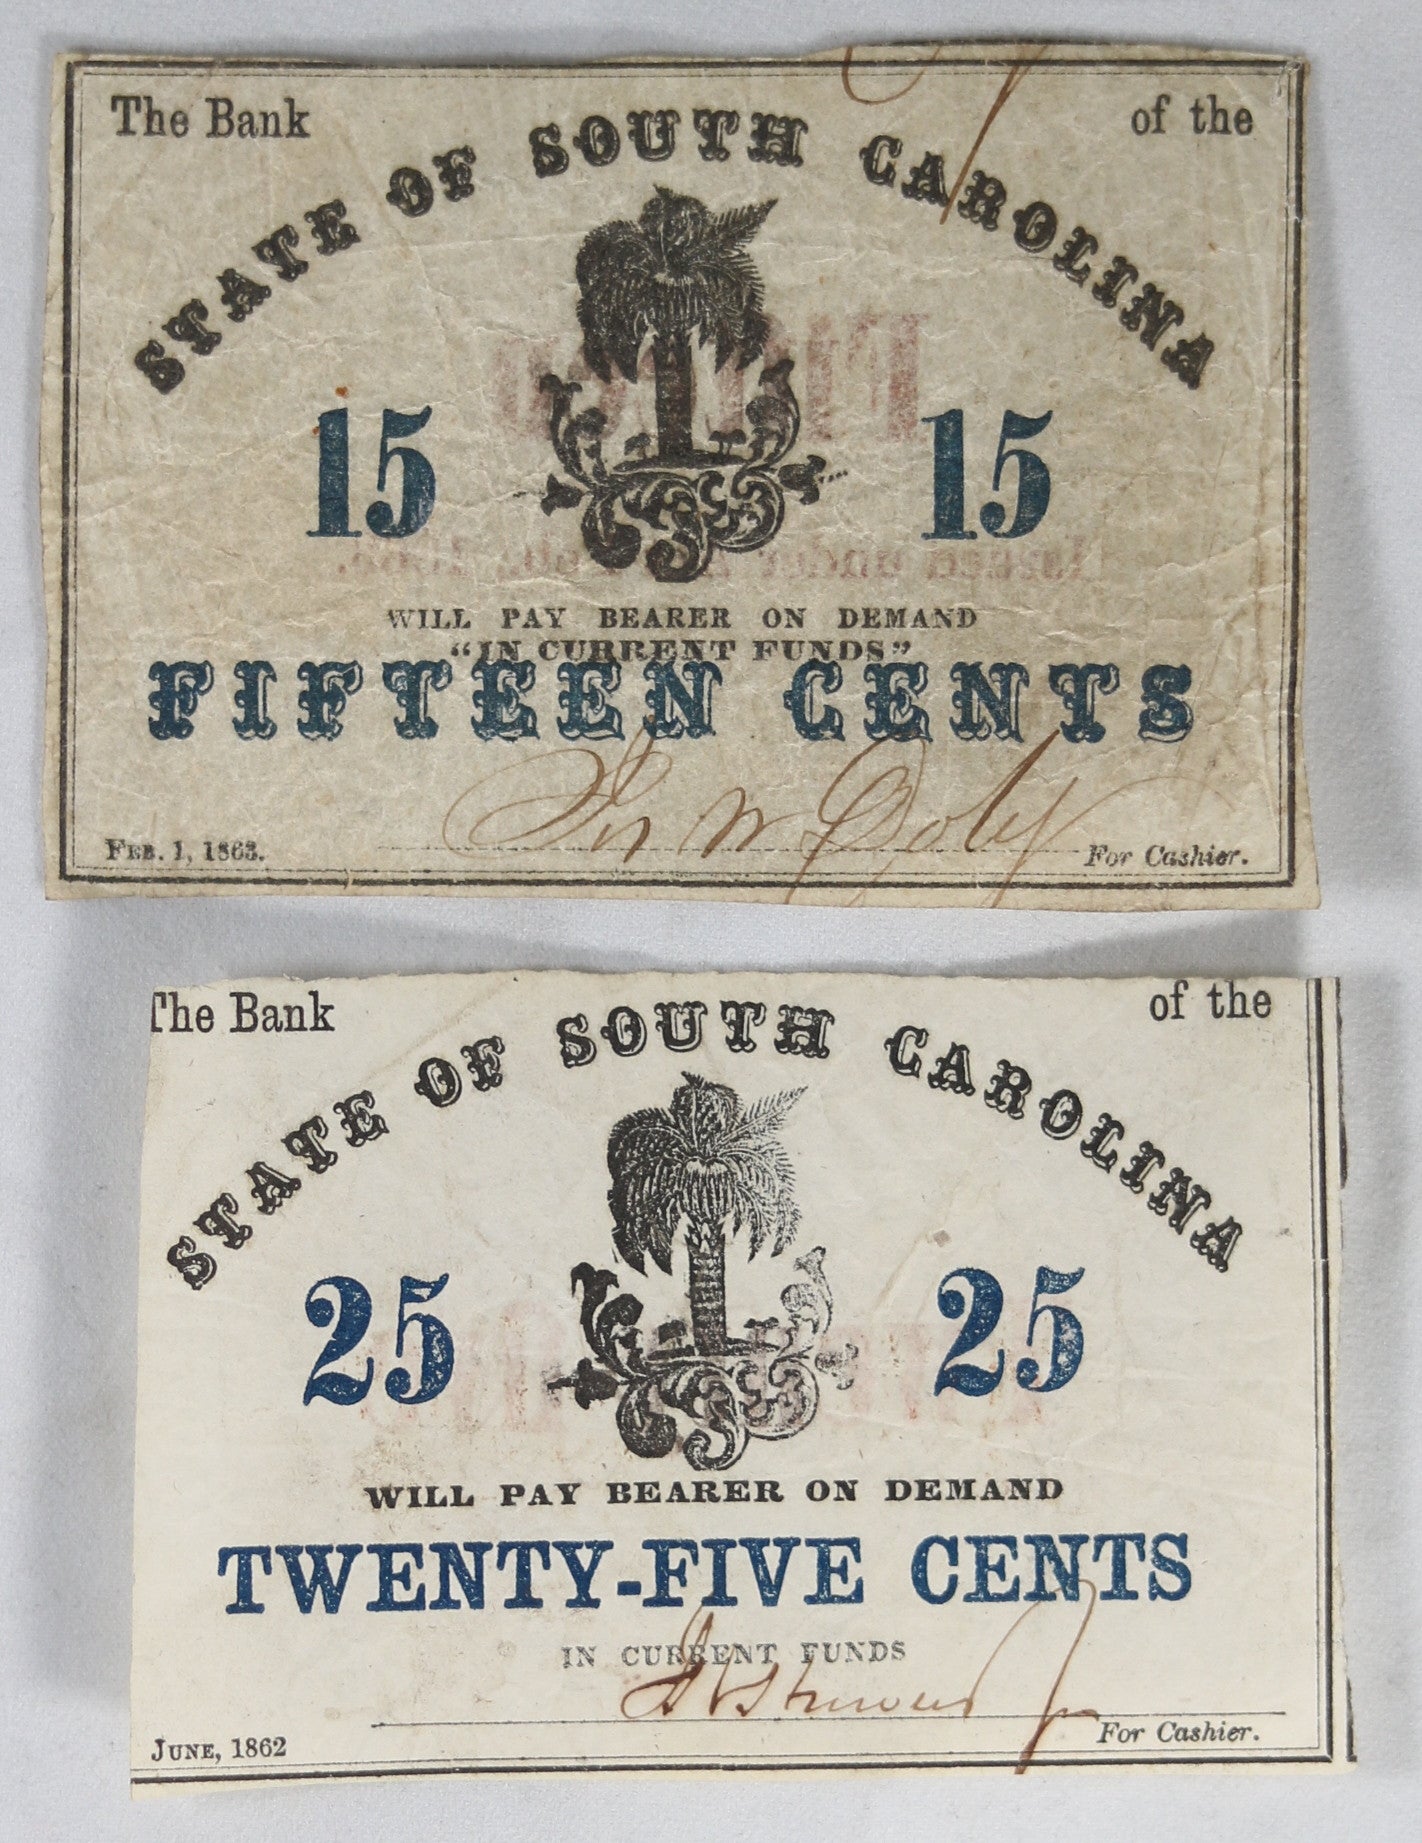 The Bank of the
STATE OF SOUTH CAROLINA
15 15
WILL PAY BEARER ON DEMAND
"IN CURRENT FUNDS"
FIFTEEN CENTS
FEB. 1, 1863. For Cashier.
The Bank of the
STATE OF SOUTH CAROLINA
25 25
WILL PAY BEARER ON DEMAND
TWENTY-FIVE CENTS
IN CURRENT FUNDS
JUNE, 1862 For Cashier.